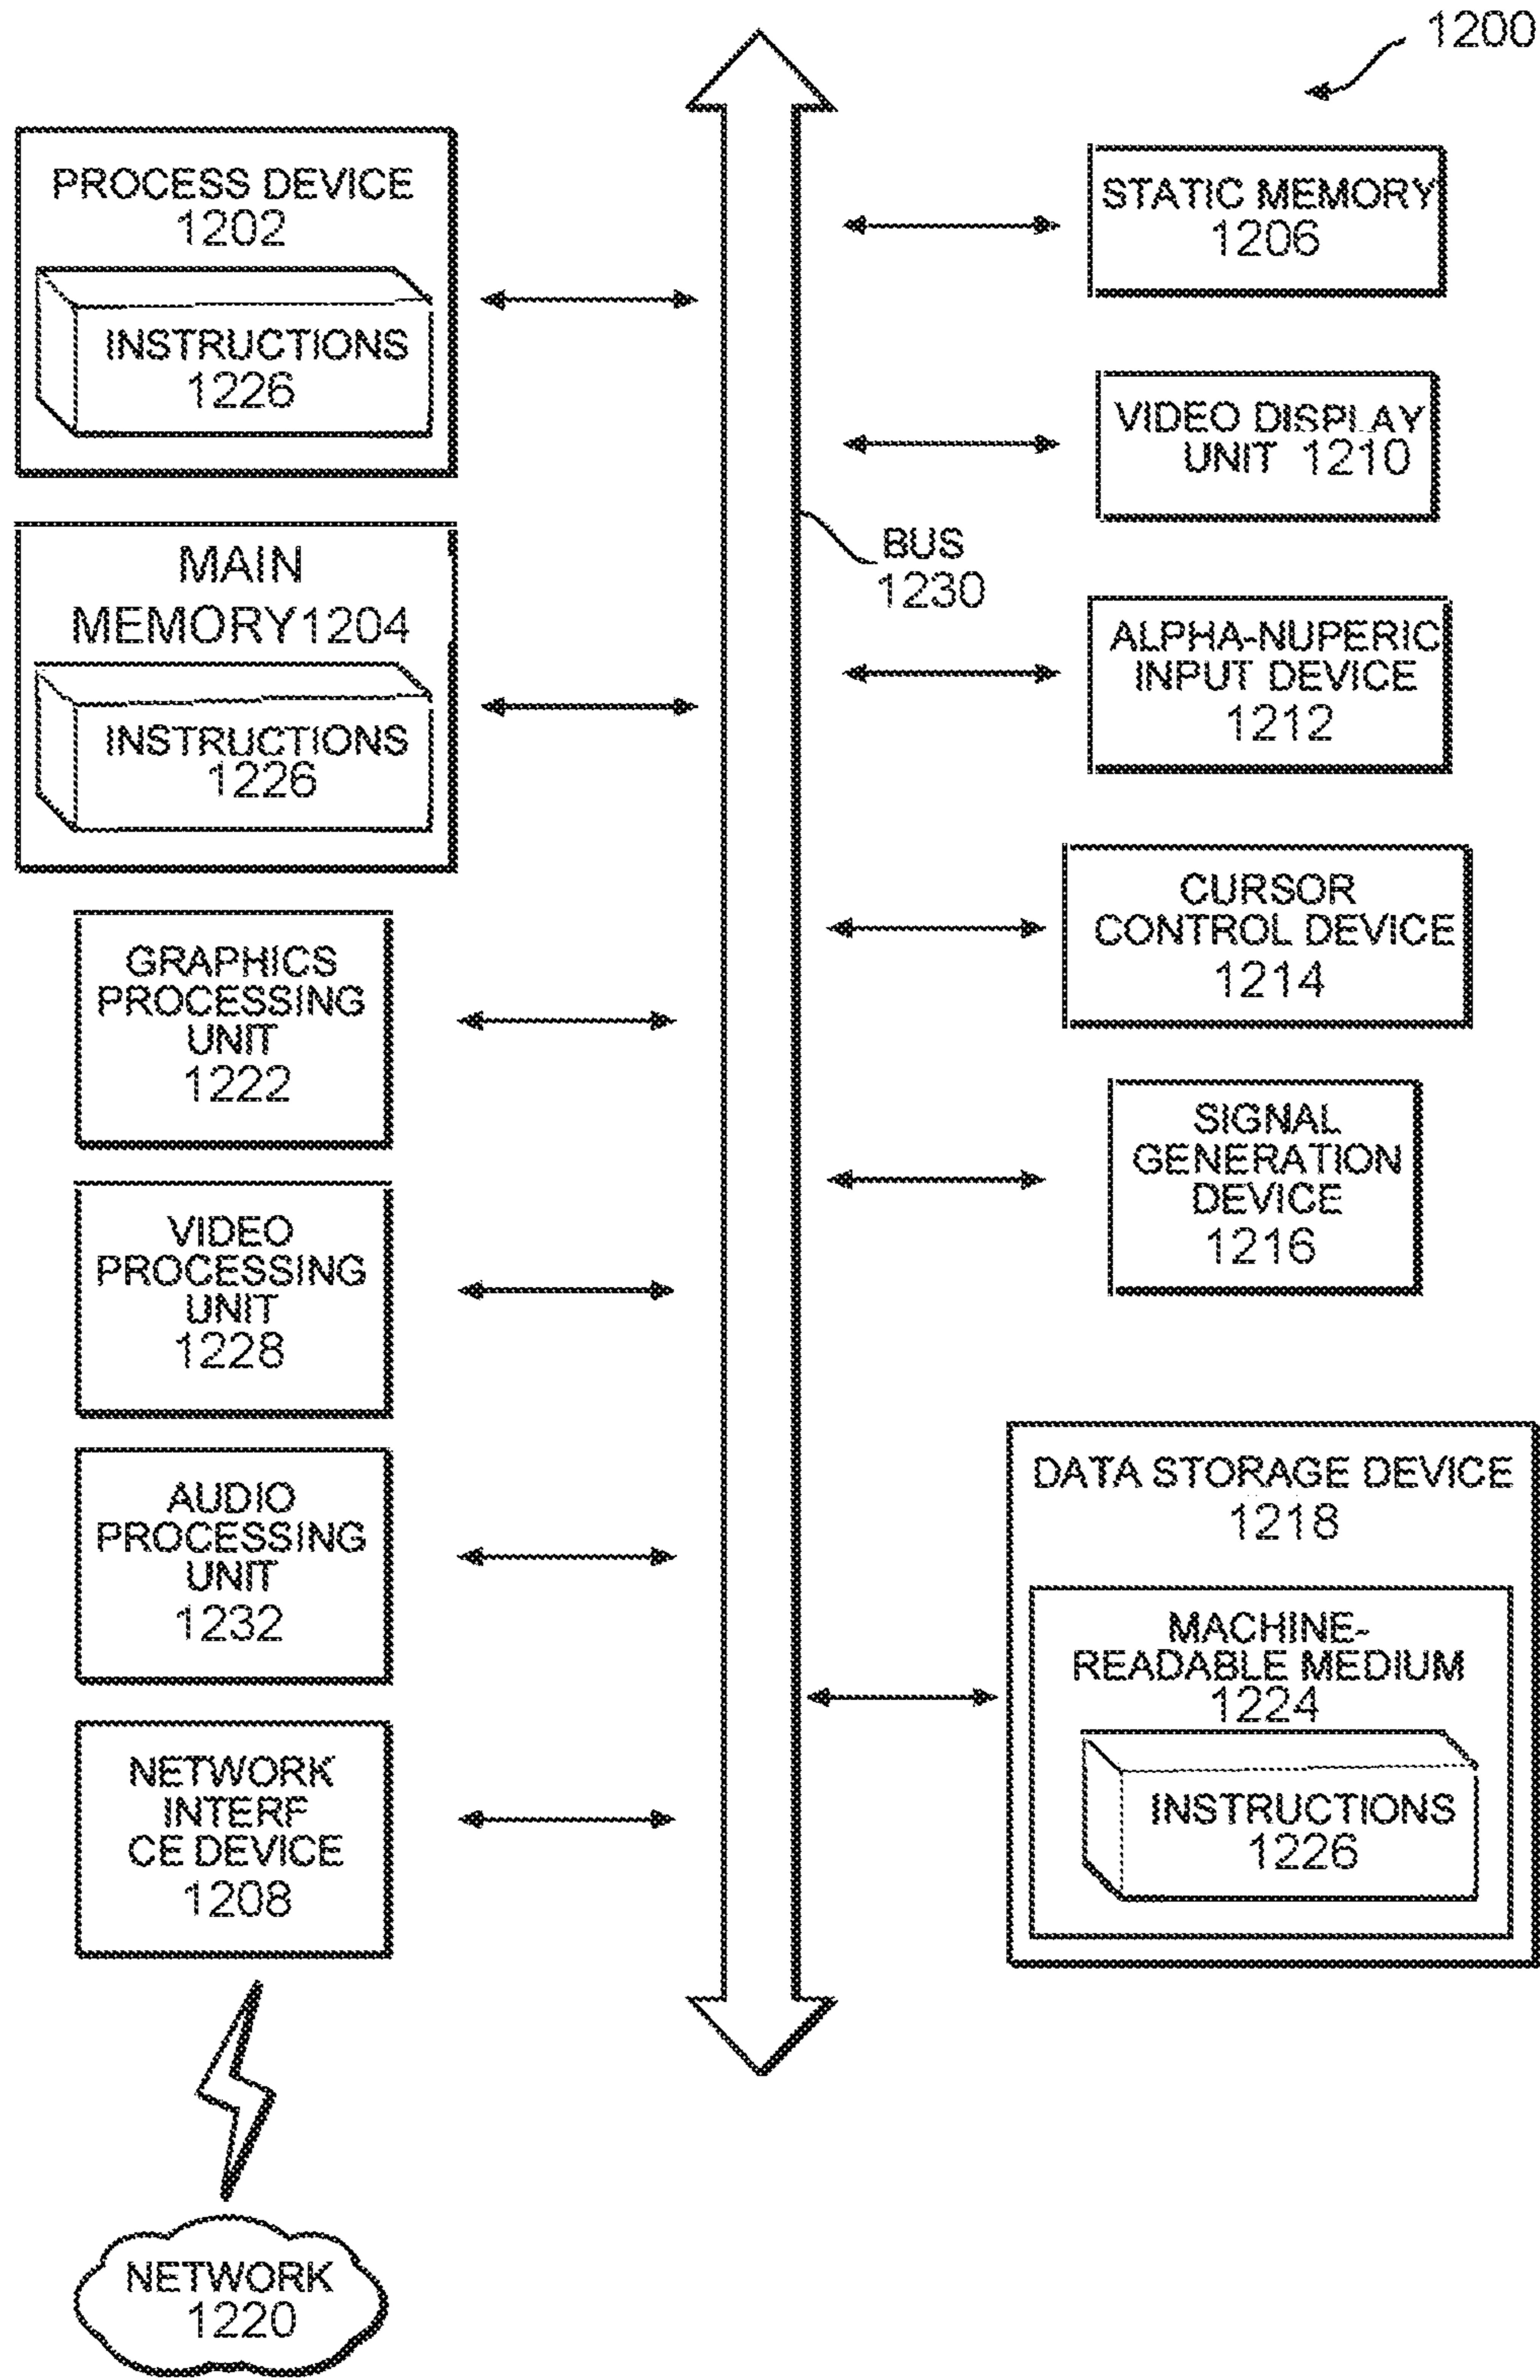 1200
PROCESS DEVICE
1202
INSTRUCTIONS
1226
MAIN
MEMORY1204
INSTRUCTIONS
1226
GRAPHICS
PROCESSING
UNIT
1222
VIDEO
PROCESSING
UNIT
1228
AUDIO
PROCESSING
UNIT
1232
NETWORK
INTERF
CE DEVICE
1208
NETWORK
1220
BUS
1230
STATIC MEMORY
1206
VIDEO DISPLAY
UNIT 1210
ALPHA-NUPERIC
INPUT DEVICE
1212
CURSOR
CONTROL DEVICE
1214
SIGNAL
GENERATION
DEVICE
1216
DATA STORAGE DEVICE
1218
MACHINE-
READABLE MEDIUM
1224
INSTRUCTIONS
1226